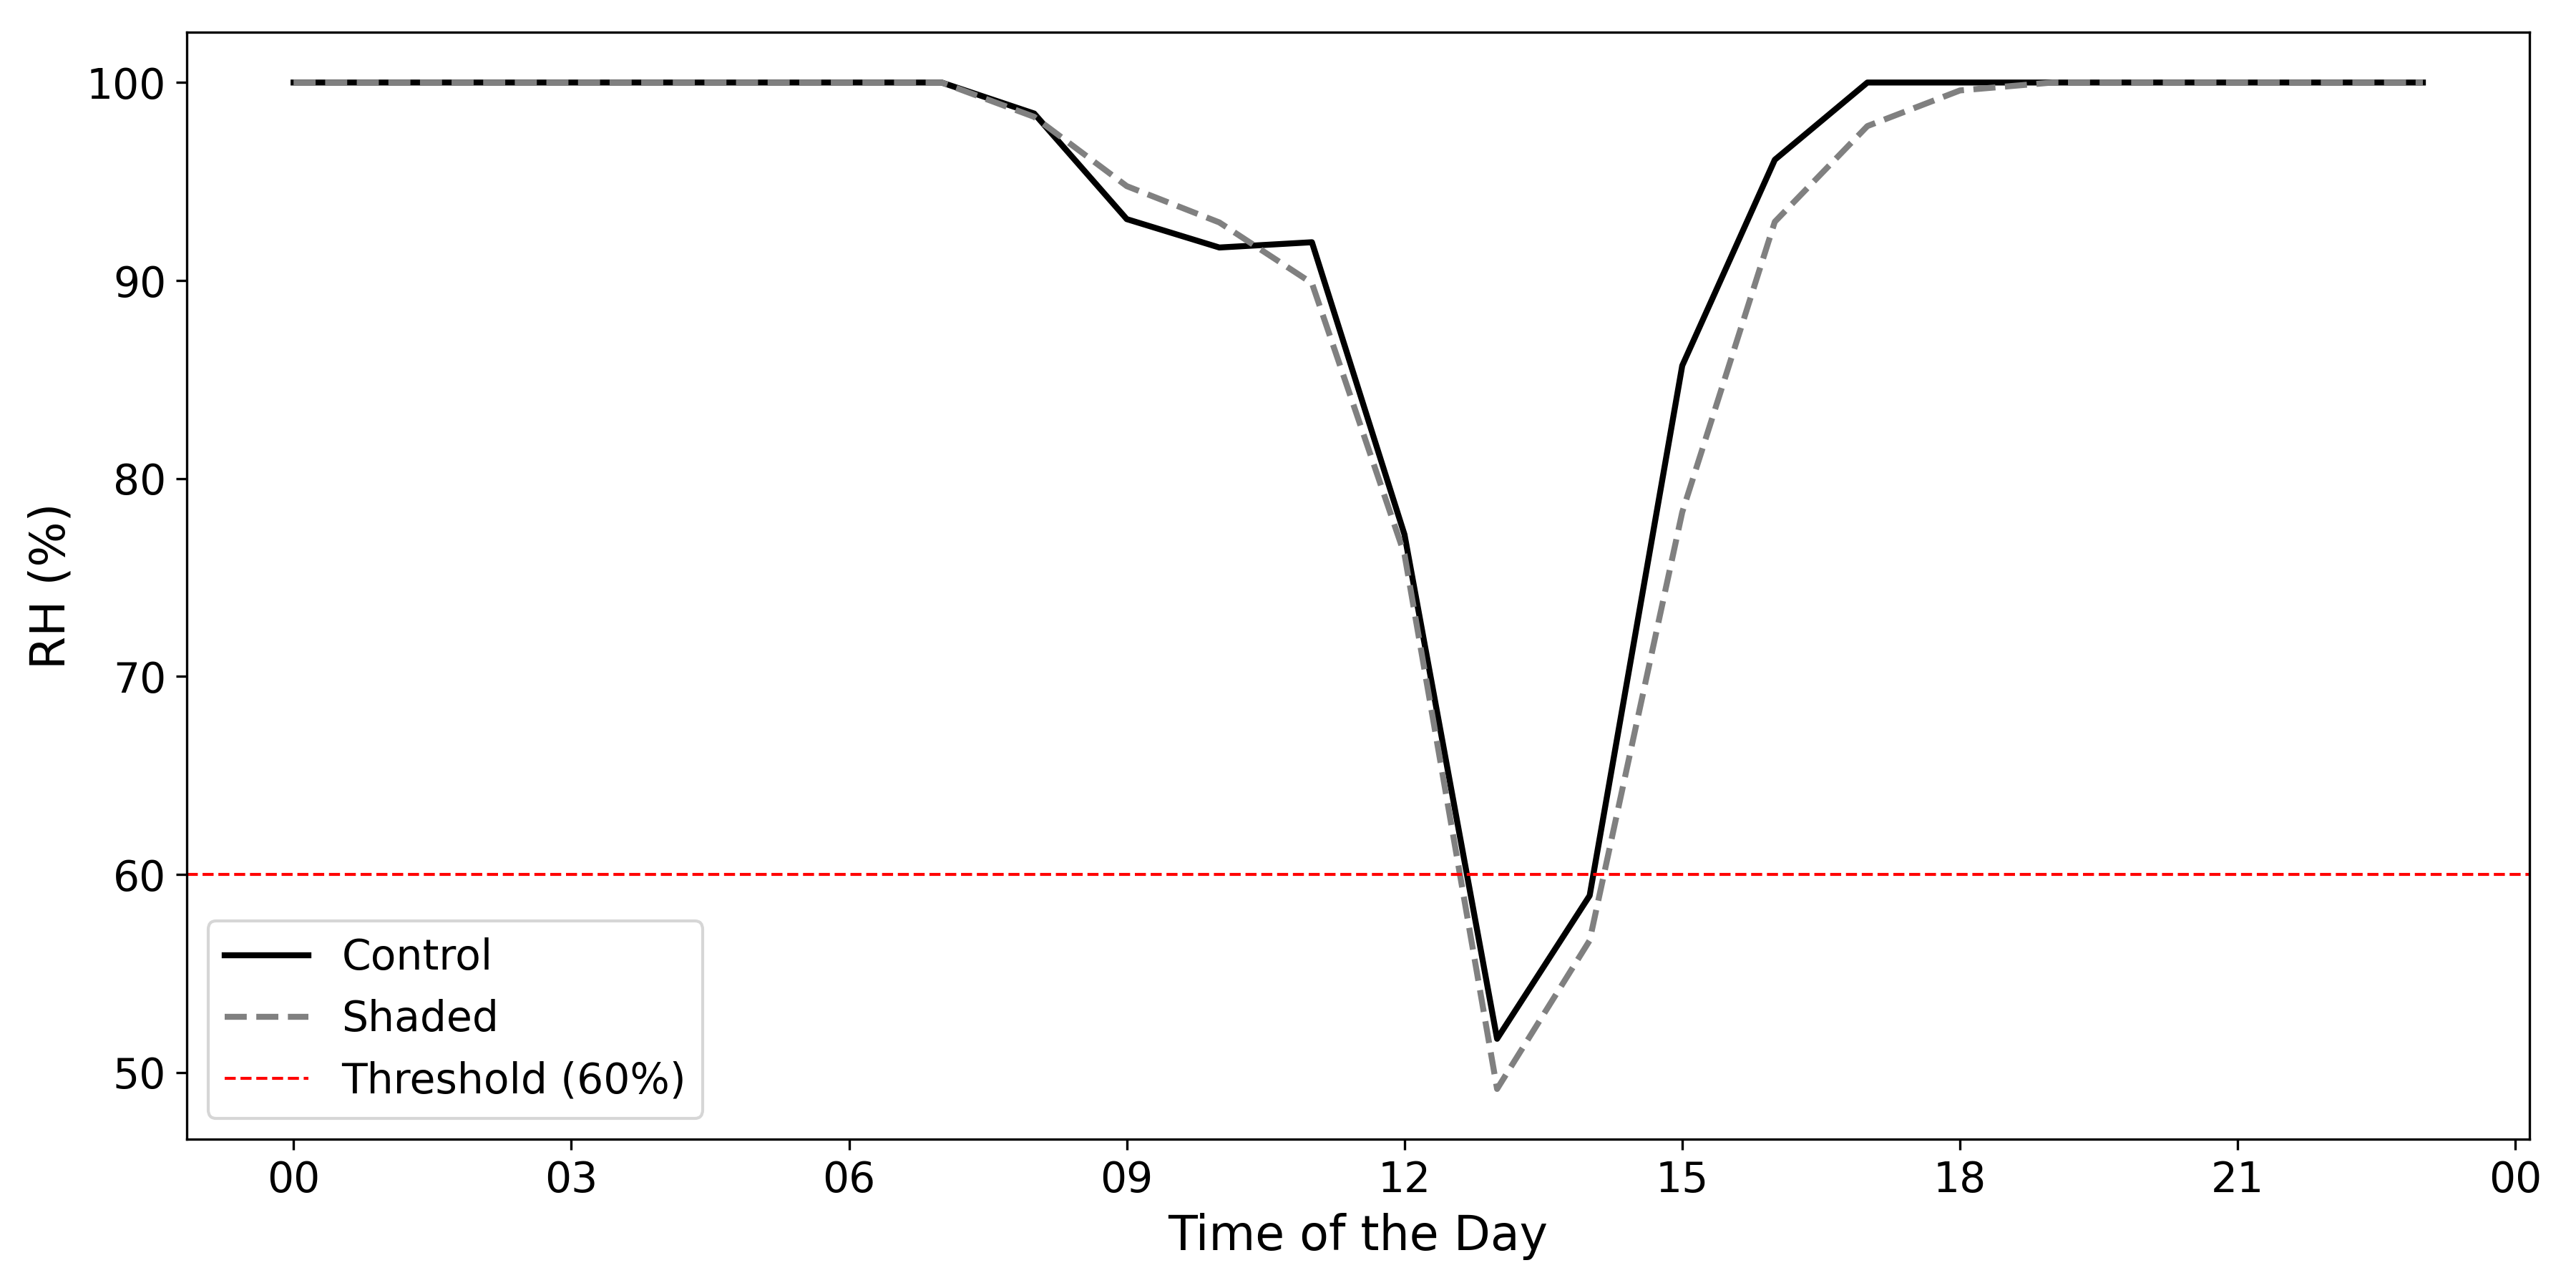 100
90
80
70
60
50
RH (%)
Control
Shaded
Threshold (60%)
00 03 06 09 12 15 18 21 00
Time of the Day